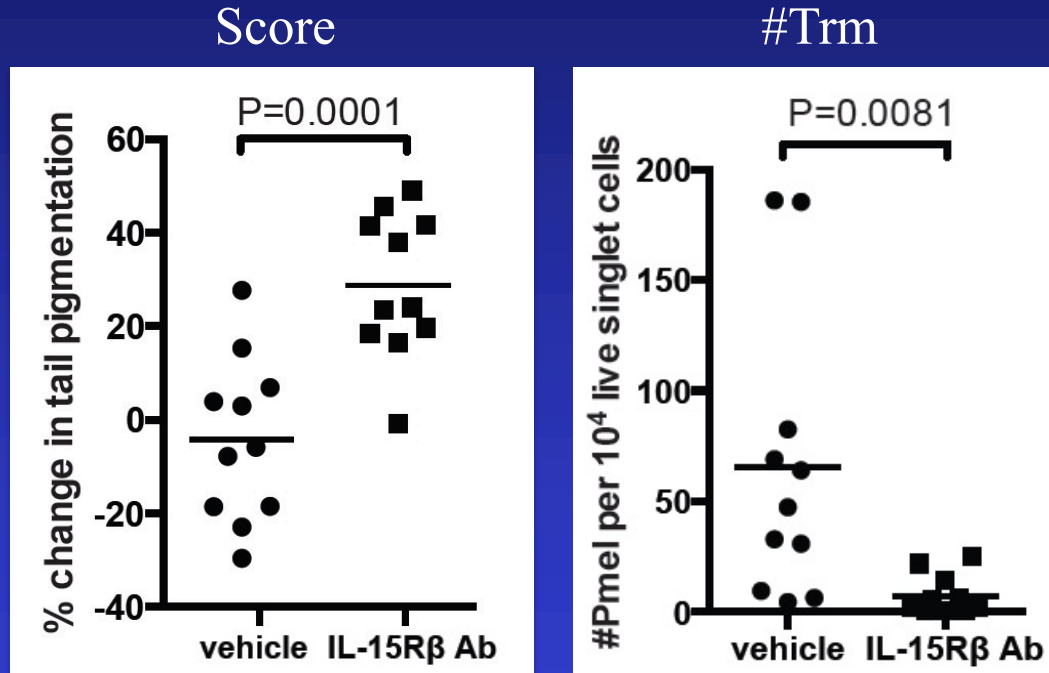 Score
P=0.0001
% change in tail pigmentation
60
40
20
0
-20
-40
vehicle IL-15Rβ Ab
#Trm
P=0.0081
#Pmel per 10⁴ live singlet cells
200
150
100
50
0
vehicle IL-15Rβ Ab